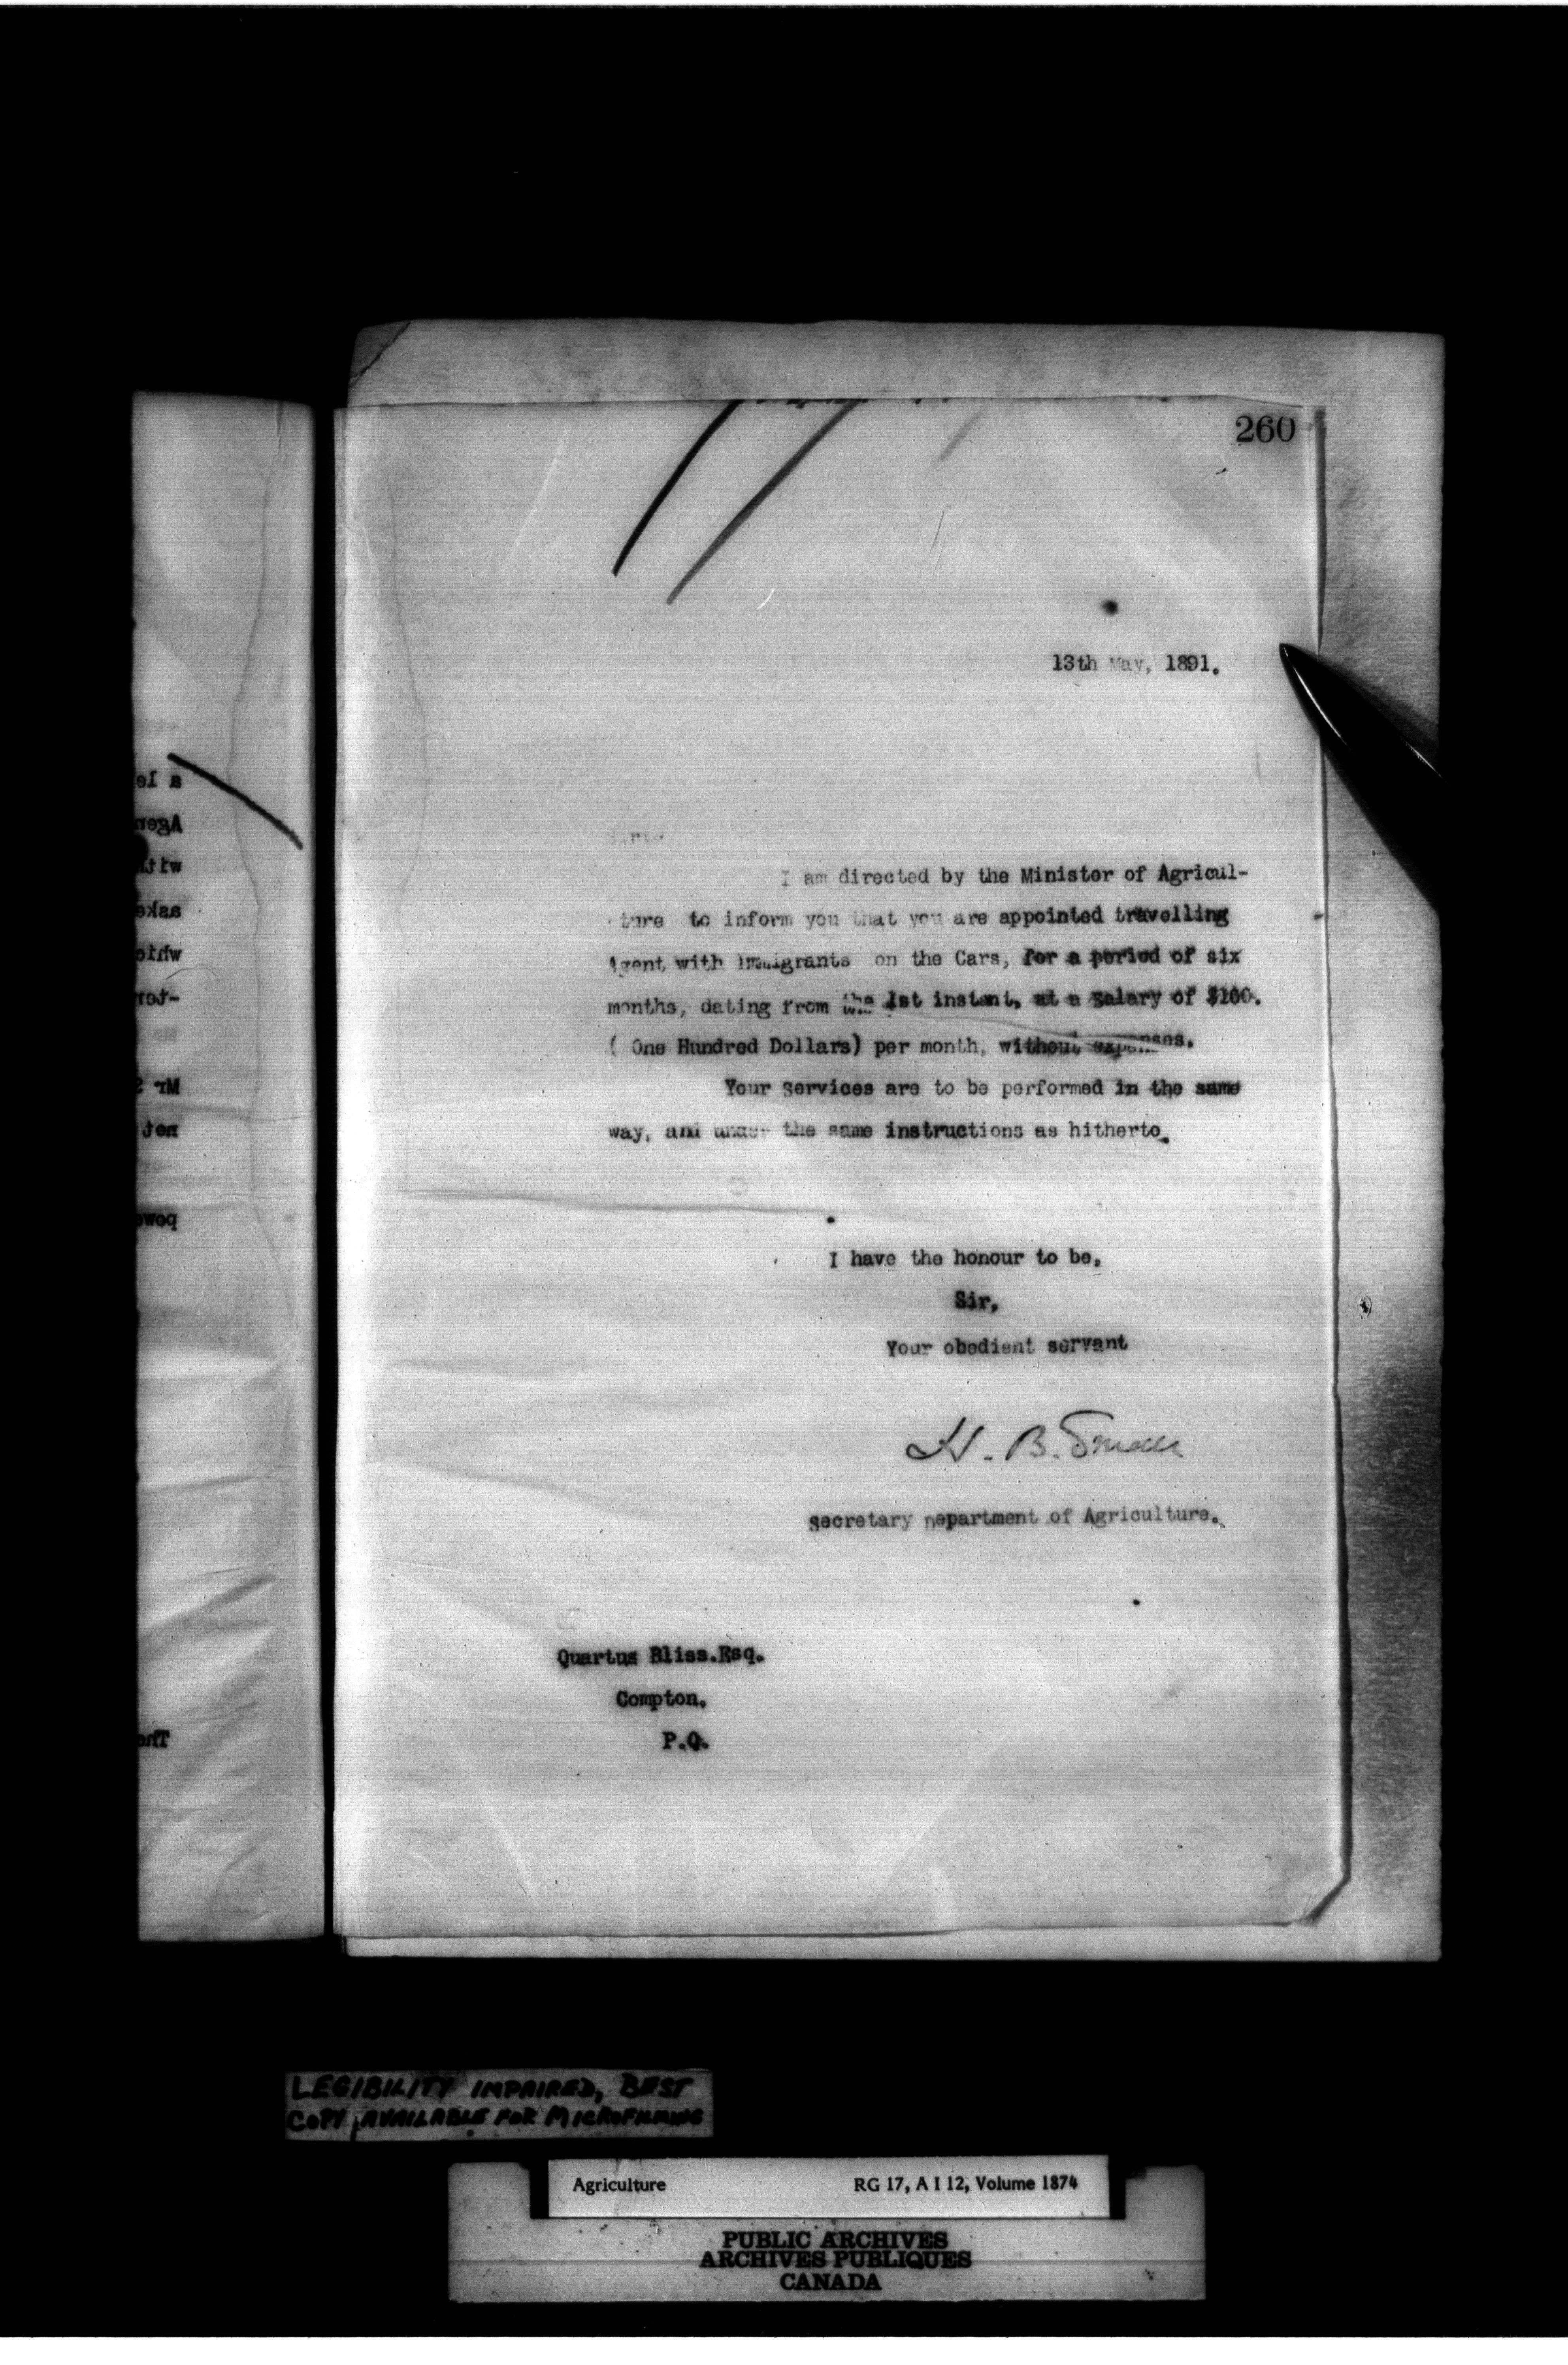 260
13th May, 1891.
I am directed by the Minister of Agricul-
ture to inform you that you are appointed travelling
Agent with Immigrants on the Cars, for a period of six
months, dating from the 1st instant, at a salary of $100.
( One Hundred Dollars) per month, without expenses.
Your Services are to be performed in the same
way, and under the same instructions as hitherto.
I have the honour to be,
Sir,
Your obedient servant
H. B. Small
Secretary Department of Agriculture.
Quartus Bliss.Esq.
Compton.
P.Q.
LEGIBILITY IMPAIRED, BEST
COPY AVAILABLE FOR MICROFILMING
Agriculture RG 17, A I 12, Volume 1874
PUBLIC ARCHIVES
ARCHIVES PUBLIQUES
CANADA